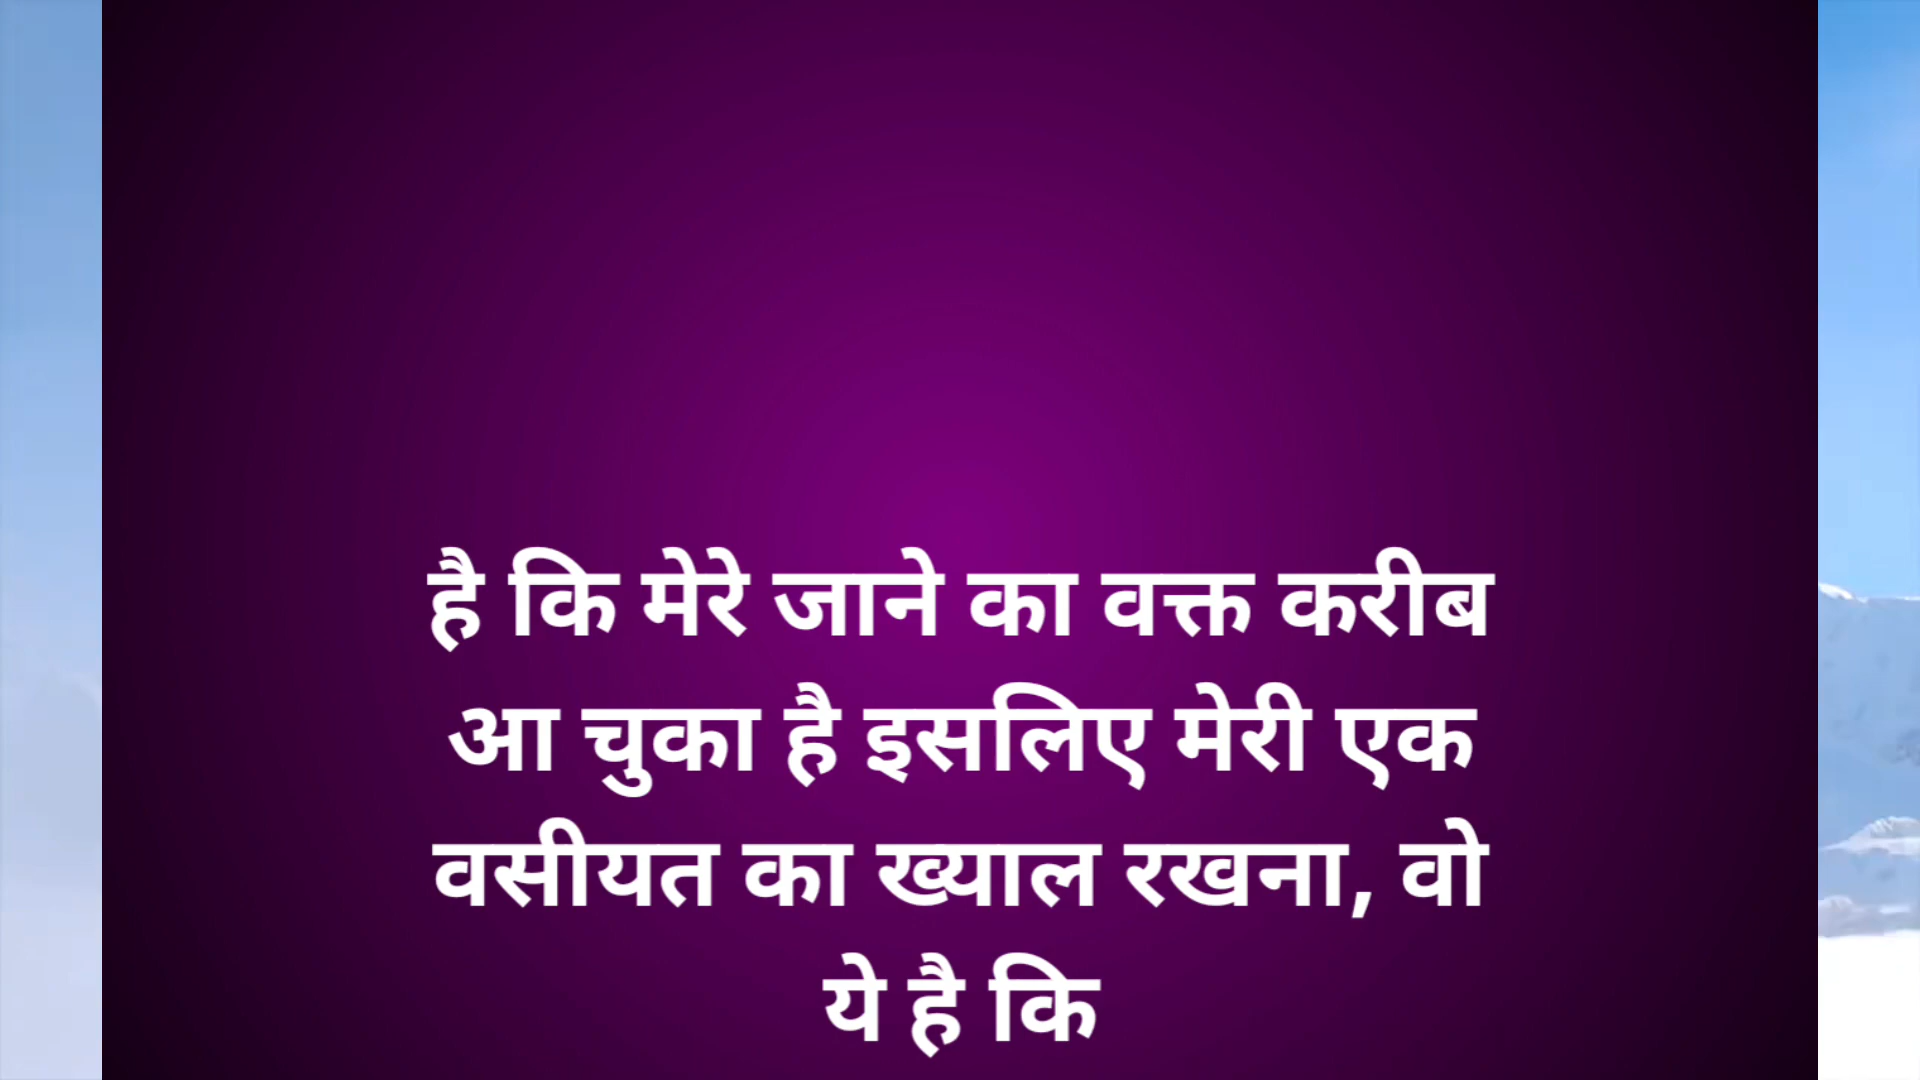 है कि मेरे जाने का वक्त करीब
आ चुका है इसलिए मेरी एक
वसीयत का ख्याल रखना, वो
ये है कि